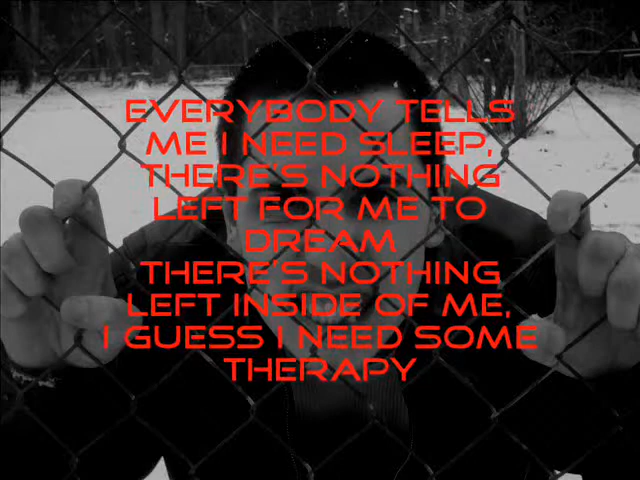 EVERYBODY TELLS
ME I NEED SLEEP,
THERE'S NOTHING
LEFT FOR ME TO
DREAM
THERE'S NOTHING
LEFT INSIDE OF ME,
I GUESS I NEED SOME
THERAPY